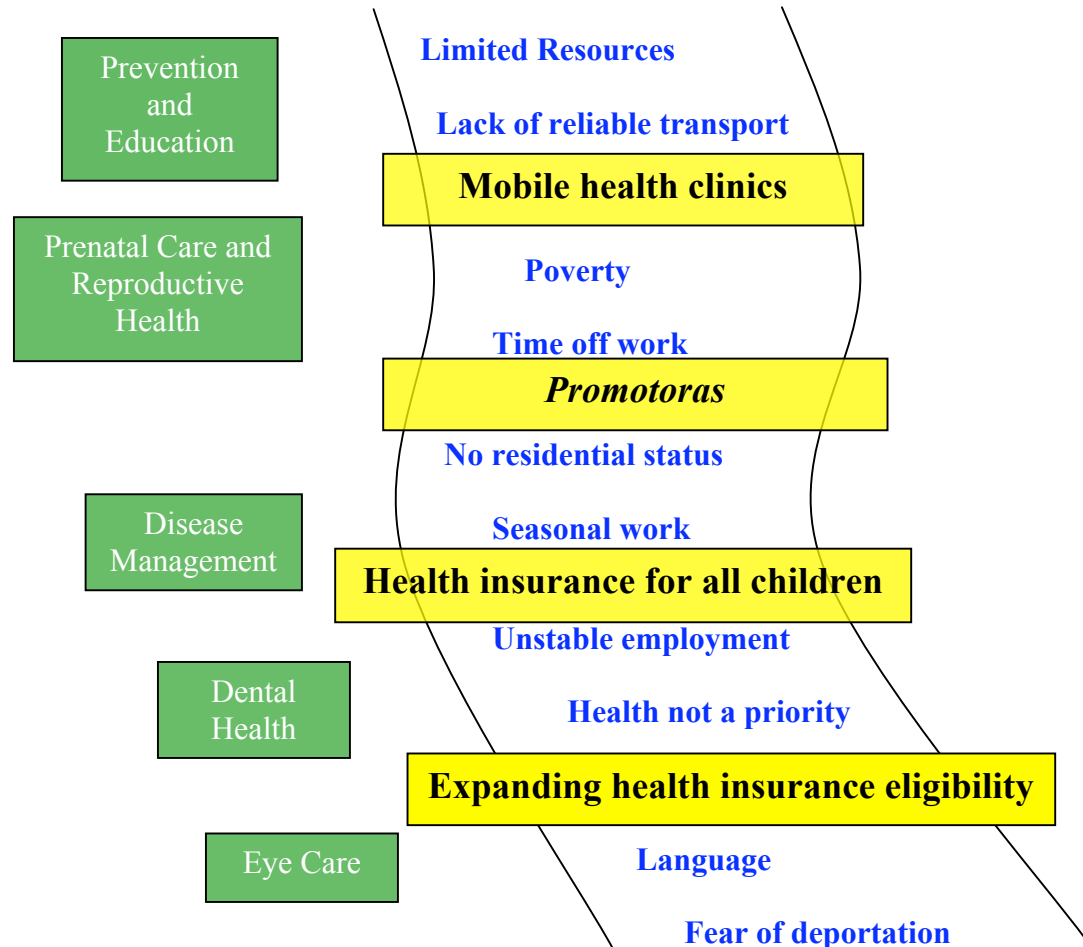 Prevention
and
Education
Limited Resources
Lack of reliable transport
Mobile health clinics
Prenatal Care and
Reproductive
Health
Poverty
Time off work
Promotoras
No residential status
Disease
Management
Seasonal work
Health insurance for all children
Unstable employment
Dental
Health
Health not a priority
Expanding health insurance eligibility
Eye Care
Language
Fear of deportation